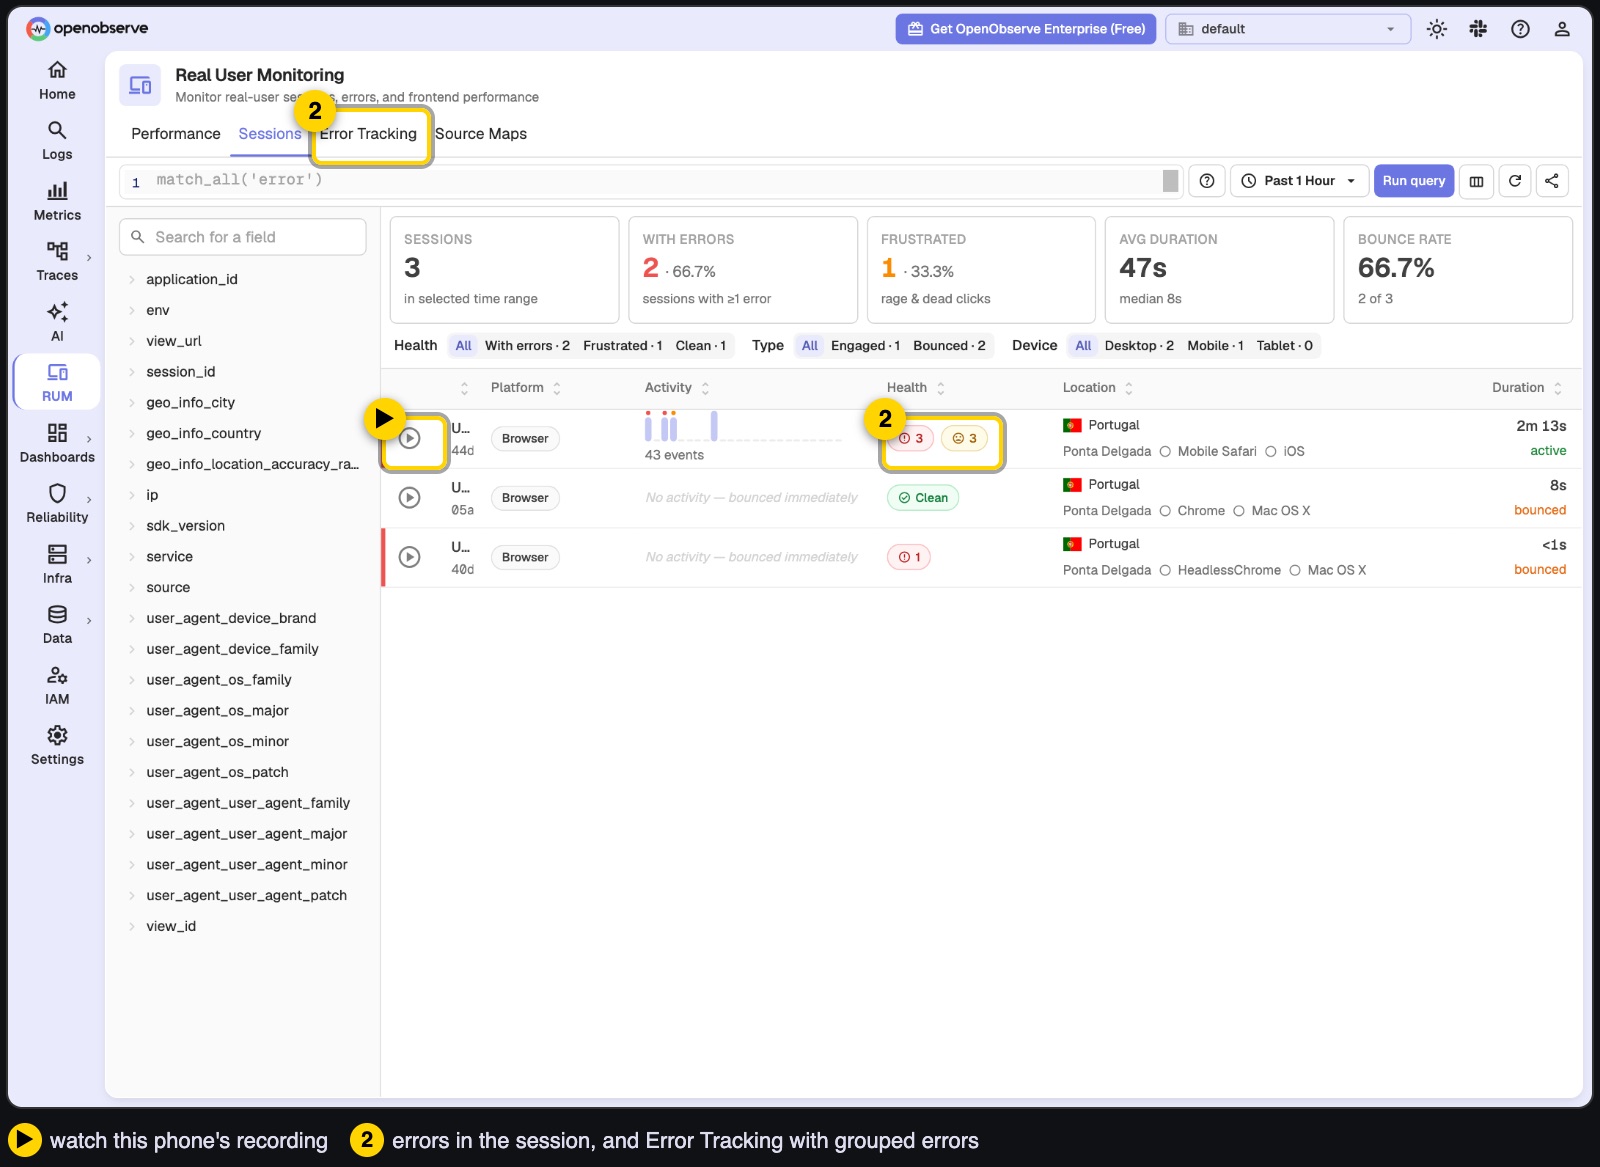 openobserve
Get OpenObserve Enterprise (Free)
default
Home
Logs
Metrics
Traces
AI
RUM
Dashboards
Reliability
Infra
Data
IAM
Settings
Real User Monitoring
Monitor real-user se s, errors, and frontend performance
2
Performance Sessions Error Tracking Source Maps
1 match_all('error')
Past 1 Hour
Run query
Search for a field
application_id
env
view_url
session_id
geo_info_city
geo_info_country
geo_info_location_accuracy_ra...
ip
sdk_version
service
source
user_agent_device_brand
user_agent_device_family
user_agent_os_family
user_agent_os_major
user_agent_os_minor
user_agent_os_patch
user_agent_user_agent_family
user_agent_user_agent_major
user_agent_user_agent_minor
user_agent_user_agent_patch
view_id
SESSIONS
3
in selected time range
WITH ERRORS
2 · 66.7%
sessions with ≥1 error
FRUSTRATED
1 · 33.3%
rage & dead clicks
AVG DURATION
47s
median 8s
BOUNCE RATE
66.7%
2 of 3
Health All With errors · 2 Frustrated · 1 Clean · 1 Type All Engaged · 1 Bounced · 2 Device All Desktop · 2 Mobile · 1 Tablet · 0
Platform Activity Health Location Duration
U...
44d
Browser
43 events
2
3 3
Portugal
Ponta Delgada Mobile Safari iOS
2m 13s
active
U...
05a
Browser
No activity — bounced immediately
Clean
Portugal
Ponta Delgada Chrome Mac OS X
8s
bounced
U...
40d
Browser
No activity — bounced immediately
1
Portugal
Ponta Delgada HeadlessChrome Mac OS X
<1s
bounced
watch this phone's recording 2 errors in the session, and Error Tracking with grouped errors